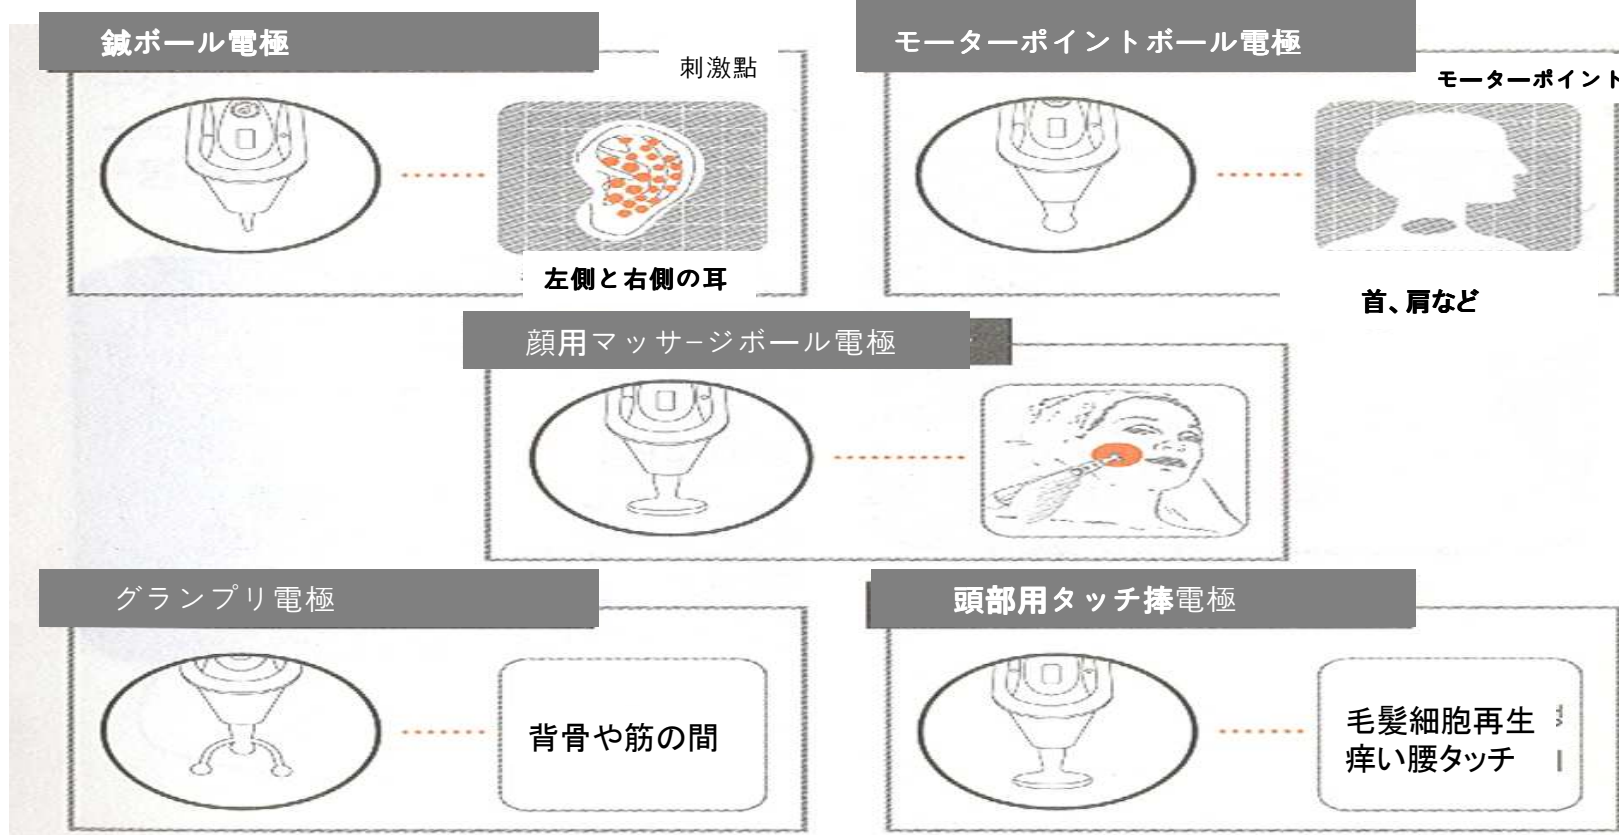 鍼ボール電極
刺激點
左側と右側の耳
モーターポイントボール電極
モーターポイント
首、肩など
顔用マッサ−ジボール電極
グランプリ電極
背骨や筋の間
頭部用タッチ捧電極
毛髪細胞再生
痒い腰タッチ